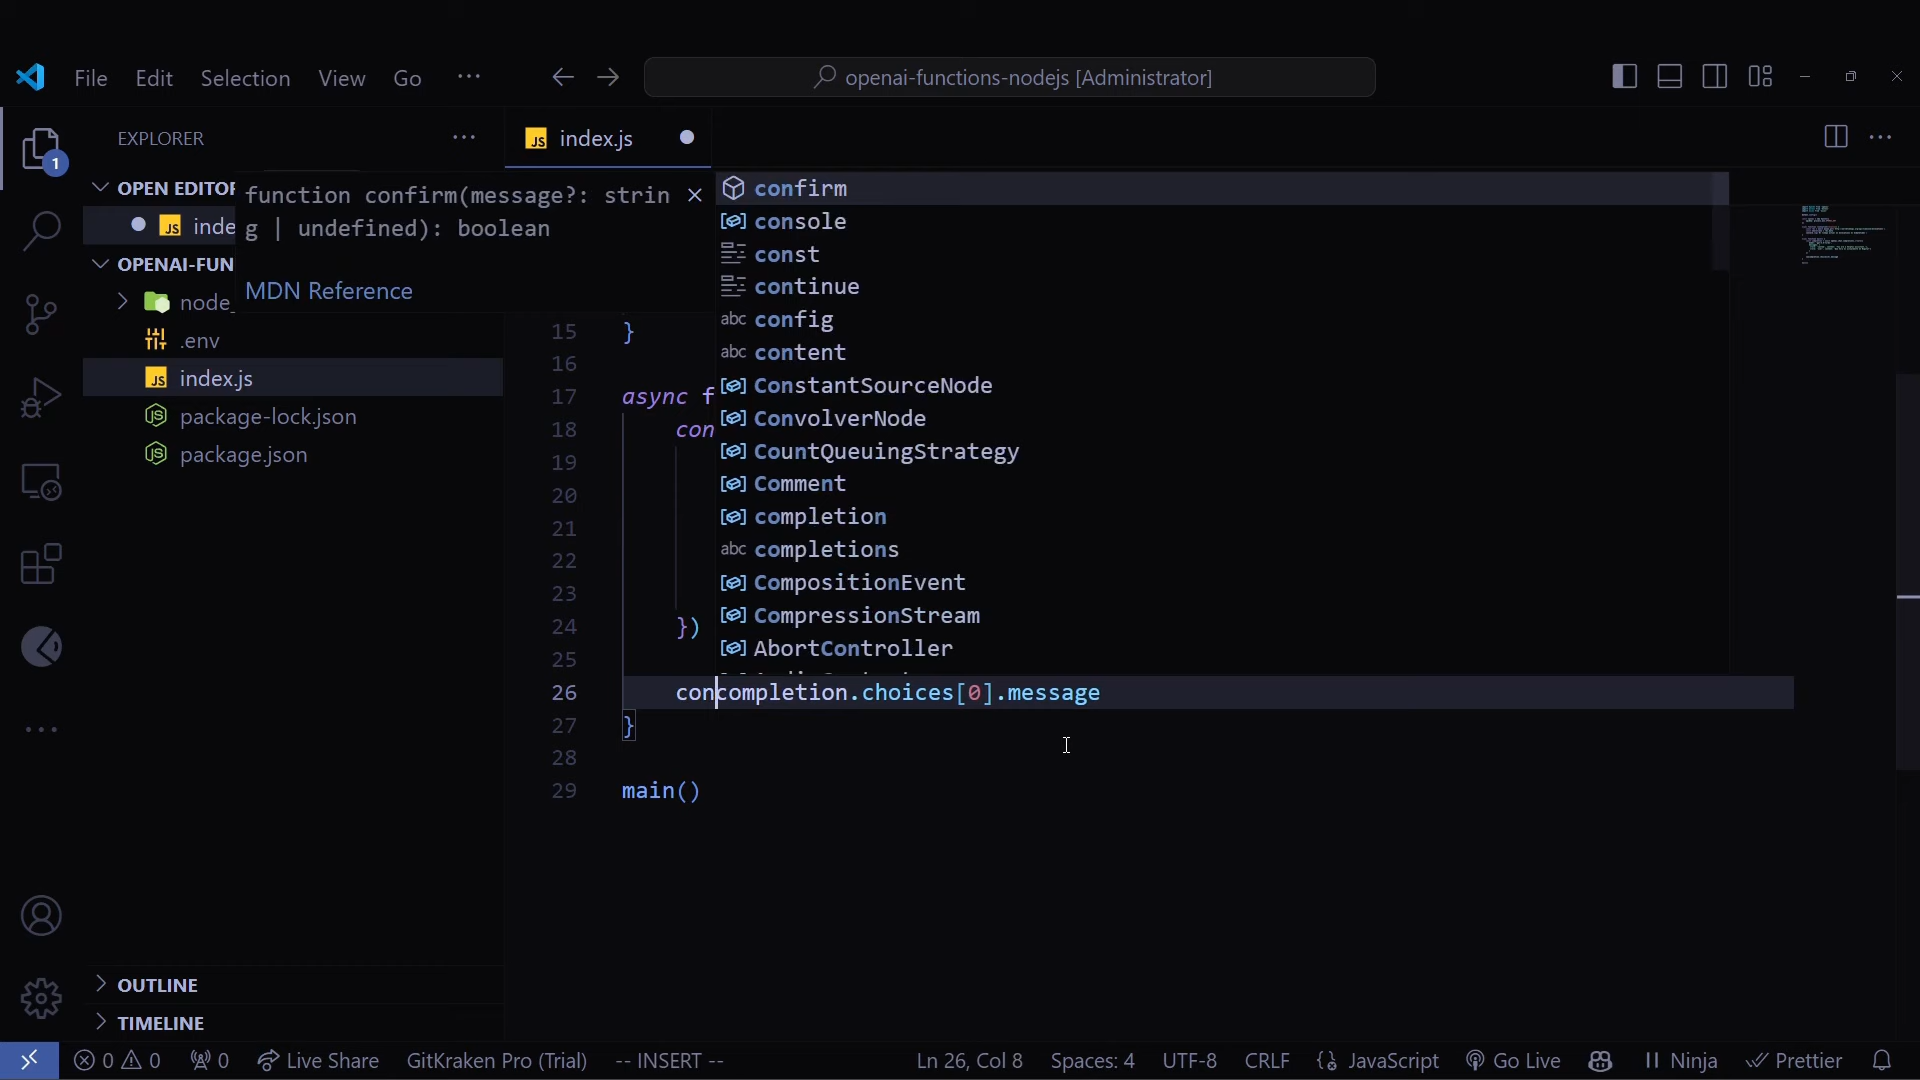 File Edit Selection View Go ···
openai-functions-nodejs [Administrator]
EXPLORER
index.js
OPEN EDITOR
inde
OPENAI-FUN
node_
.env
index.js
package-lock.json
package.json
OUTLINE
TIMELINE
function confirm(message?: strin
g | undefined): boolean
MDN Reference
confirm
console
const
continue
config
content
ConstantSourceNode
ConvolverNode
CountQueuingStrategy
Comment
completion
completions
CompositionEvent
CompressionStream
AbortController
15 }
16
17 async f
18 con
19
20
21
22
23
24 })
25
26 concompletion.choices[0].message
27 }
28
29 main()
1
0 0 0 Live Share GitKraken Pro (Trial) -- INSERT -- Ln 26, Col 8 Spaces: 4 UTF-8 CRLF {} JavaScript Go Live Ninja Prettier